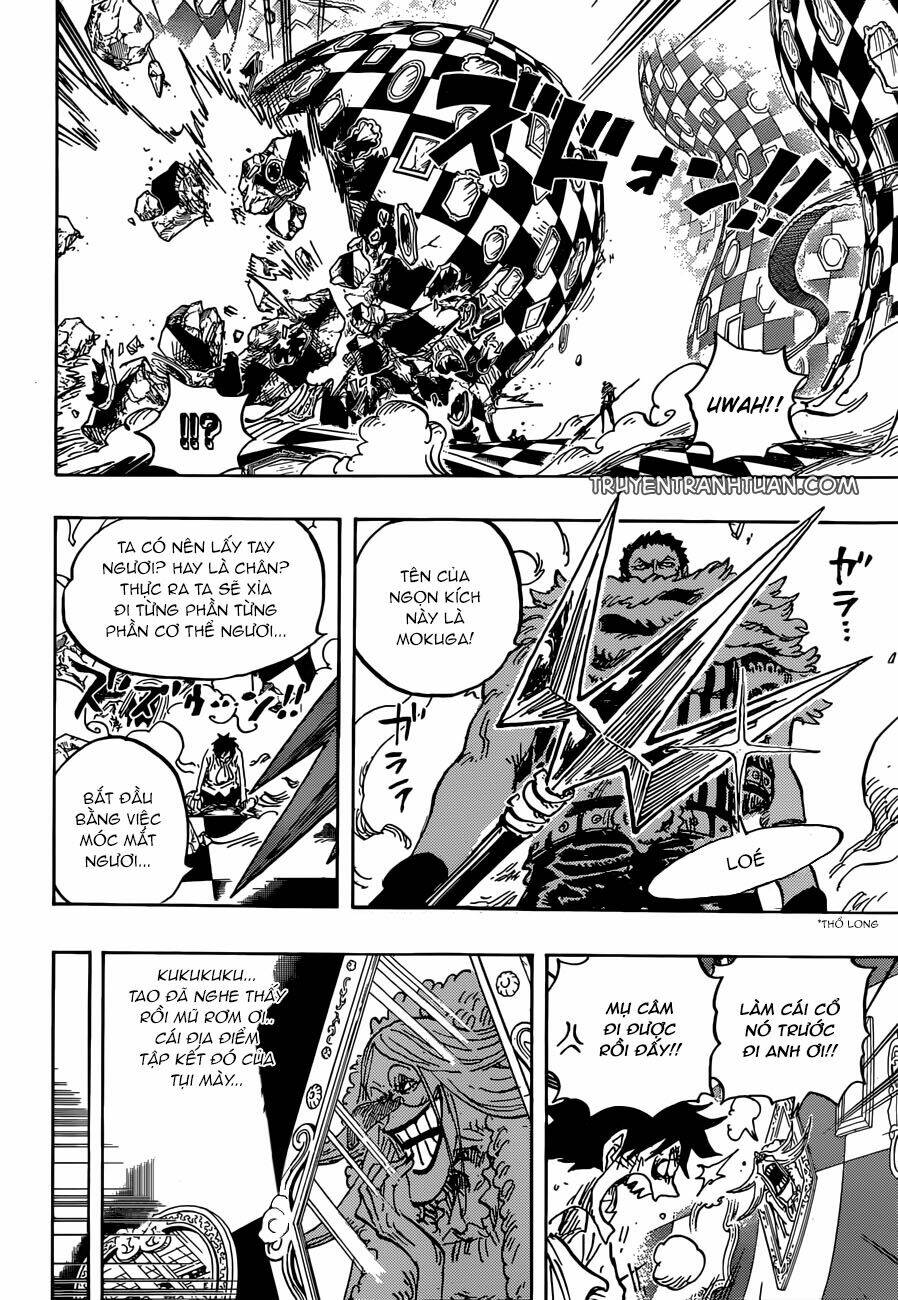 ズドォン!!
UWAH!!
!!?
TRUYENTRANHTUAN.COM
TÊN CỦA
NGỌN KÍCH
NÀY LÀ
MOKUGA!
ガラ…
ガラ
LOÉ
*THỔ LONG
TA CÓ NÊN LẤY TAY
NGƯƠI? HAY LÀ CHÂN?
THỰC RA TA SẼ XỈA
ĐI TỪNG PHẦN TỪNG
PHẦN CƠ THỂ NGƯƠI...
ズズゥン!!
BẮT ĐẦU
BẰNG VIỆC
MÓC MẮT
NGƯƠI...
LÀM CÁI CỔ
NÓ TRƯỚC
ĐI ANH ƠI!!
MỤ CÂM
ĐI ĐƯỢC
RỒI ĐẤY!!
KUKUKUKU...
TAO ĐÃ NGHE THẤY
RỒI MŨ RƠM ƠI..
CÁI ĐỊA ĐIỂM
TẬP KẾT ĐÓ CỦA
TỤI MÀY...